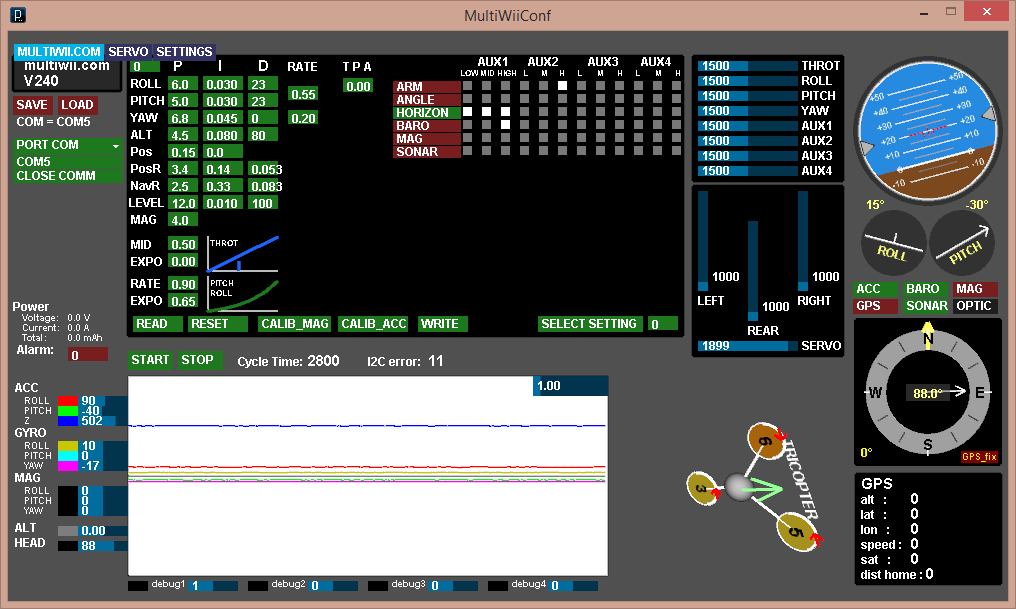 MultiWiiConf
MULTIWII.COM SERVO SETTINGS
multiwii.com
V240
SAVE LOAD
COM = COM5
PORT COM
COM5
CLOSE COMM
0 P I D RATE T P A
ROLL 6.0 0.030 23 0.55 0.00
PITCH 5.0 0.030 23
YAW 6.8 0.045 0 0.20
ALT 4.5 0.080 80
Pos 0.15 0.0
PosR 3.4 0.14 0.053
NavR 2.5 0.33 0.083
LEVEL 12.0 0.010 100
MAG 4.0
MID 0.50
EXPO 0.00
THROT
RATE 0.90
EXPO 0.65
PITCH
ROLL
AUX1 AUX2 AUX3 AUX4
LOW MID HIGH L M H L M H L M H
ARM
ANGLE
HORIZON
BARO
MAG
SONAR
READ RESET CALIB_MAG CALIB_ACC WRITE SELECT SETTING 0
1500 THROT
1500 ROLL
1500 PITCH
1500 YAW
1500 AUX1
1500 AUX2
1500 AUX3
1500 AUX4
1000 LEFT
1000 REAR
1000 RIGHT
1899 SERVO
+50 +50
+40 +40
+30 +30
+20 +20
+10 +10
-10 -10
15° -30°
ROLL PITCH
ACC BARO MAG
GPS SONAR OPTIC
N
W 88.0° E
S
0° GPS_fix
GPS
alt : 0
lat : 0
lon : 0
speed : 0
sat : 0
dist home : 0
Power
Voltage: 0.0 V
Current: 0.0 A
Total: 0.0 mAh
Alarm: 0
START STOP Cycle Time: 2800 I2C error: 11
1.00
ACC
ROLL 90
PITCH -40
Z 502
GYRO
ROLL 10
PITCH 0
YAW -17
MAG
ROLL 0
PITCH 0
YAW 0
ALT 0.00
HEAD 88
debug1 1 debug2 0 debug3 0 debug4 0
TRICOPTER
6
3
5